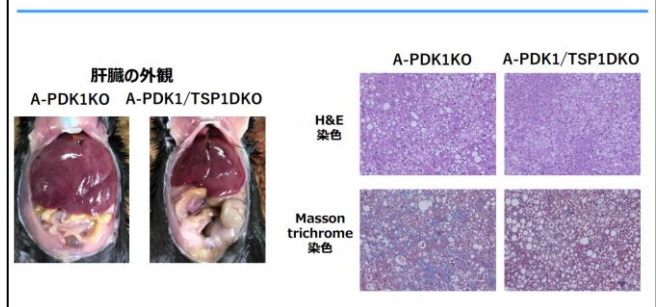 肝臓の外観
A-PDK1KO A-PDK1/TSP1DKO
A-PDK1KO A-PDK1/TSP1DKO
H&E
染色
Masson
trichrome
染色